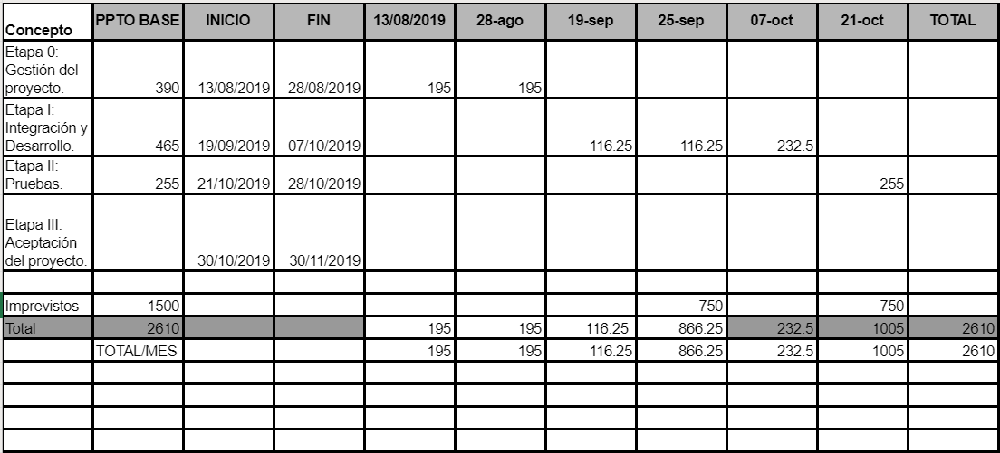 Concepto PPTO BASE INICIO FIN 13/08/2019 28-ago 19-sep 25-sep 07-oct 21-oct TOTAL
Etapa 0:
Gestión del
proyecto. 390 13/08/2019 28/08/2019 195 195
Etapa I:
Integración y
Desarrollo. 465 19/09/2019 07/10/2019 116.25 116.25 232.5
Etapa II:
Pruebas. 255 21/10/2019 28/10/2019 255
Etapa III:
Aceptación
del proyecto. 30/10/2019 30/11/2019
Imprevistos 1500 750 750
Total 2610 195 195 116.25 866.25 232.5 1005 2610
TOTAL/MES 195 195 116.25 866.25 232.5 1005 2610